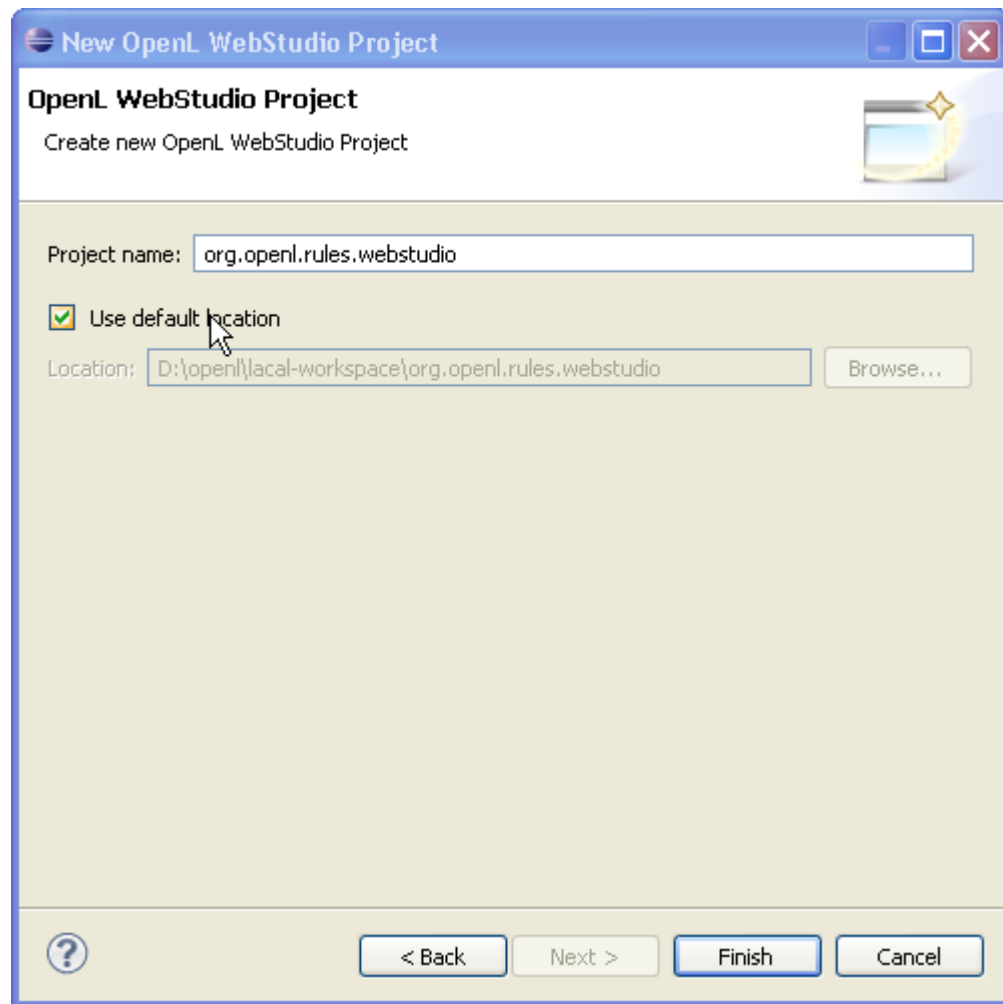 New OpenL WebStudio Project
OpenL WebStudio Project
Create new OpenL WebStudio Project
Project name: org.openl.rules.webstudio
Use default location
Location: D:\openl\lacal-workspace\org.openl.rules.webstudio Browse...
? < Back Next > Finish Cancel